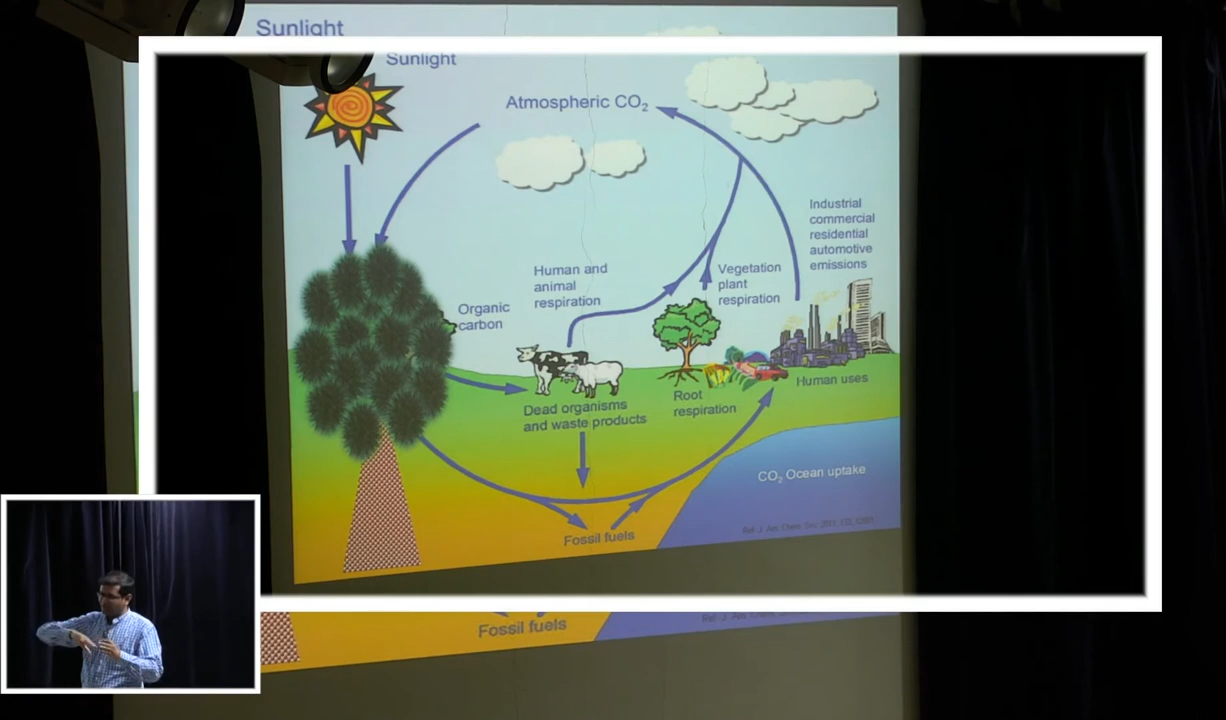 Sunlight
Sunlight
Atmospheric CO₂
Industrial
commercial
residential
automotive
emissions
Human and
animal
respiration
Vegetation
plant
respiration
Organic
carbon
Human uses
Root
respiration
Dead organisms
and waste products
CO₂ Ocean uptake
Fossil fuels
Fossil fuels